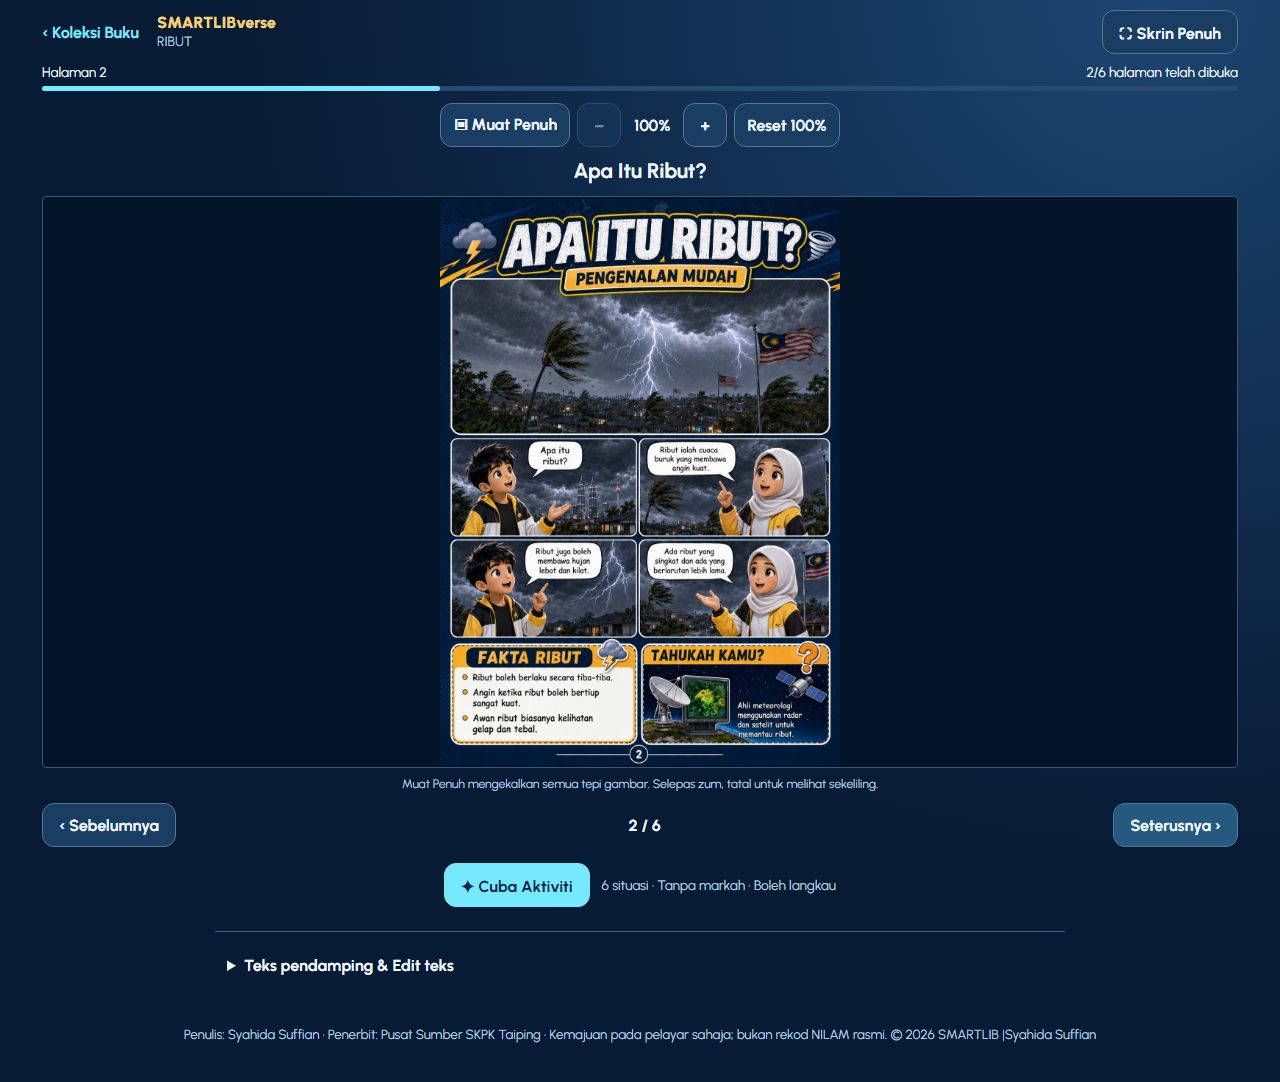 ‹ Koleksi Buku
SMARTLIBverse
RIBUT
Skrin Penuh
Halaman 2
2/6 halaman telah dibuka
Muat Penuh
−
100%
+
Reset 100%
Apa Itu Ribut?
APA ITU RIBUT?
PENGENALAN MUDAH
Apa itu
ribut?
Ribut ialah cuaca
buruk yang membawa
angin kuat.
Ribut juga boleh
membawa hujan
lebat dan kilat.
Ada ribut yang
singkat dan ada yang
berlarutan lebih lama.
FAKTA RIBUT
Ribut boleh berlaku secara tiba-tiba.
Angin ketika ribut boleh bertiup
sangat kuat.
Awan ribut biasanya kelihatan
gelap dan tebal.
TAHUKAH KAMU?
Ahli meteorologi
menggunakan radar
dan satelit untuk
memantau ribut.
2
Muat Penuh mengekalkan semua tepi gambar. Selepas zum, tatal untuk melihat sekeliling.
‹ Sebelumnya
2 / 6
Seterusnya ›
✦ Cuba Aktiviti
6 situasi · Tanpa markah · Boleh langkau
▶ Teks pendamping & Edit teks
Penulis: Syahida Suffian · Penerbit: Pusat Sumber SKPK Taiping · Kemajuan pada pelayar sahaja; bukan rekod NILAM rasmi. © 2026 SMARTLIB |Syahida Suffian